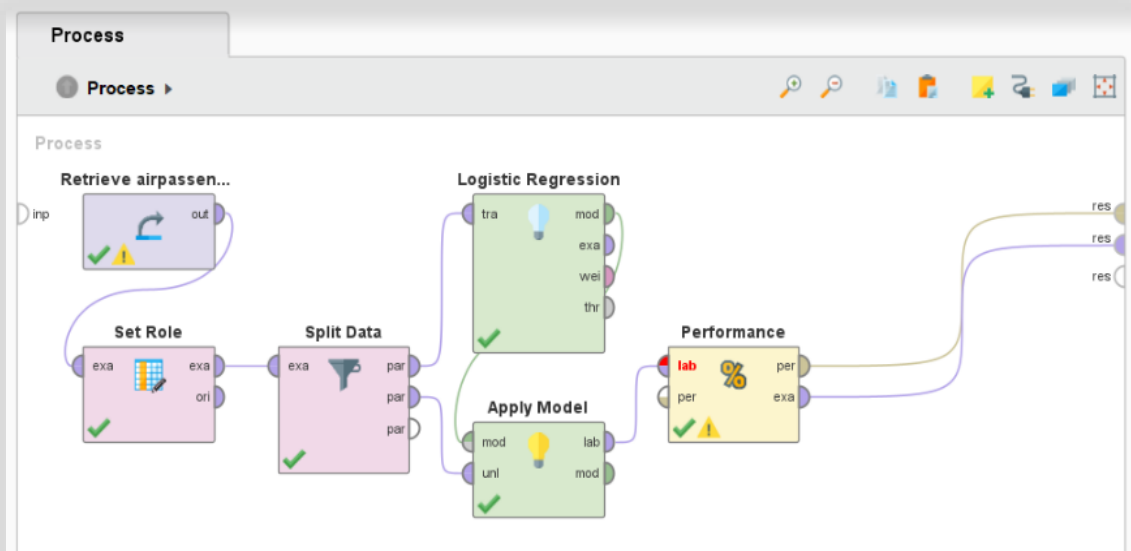 Process
Process
Process
Retrieve airpassen...
inp
out
Logistic Regression
tra
mod
exa
wei
thr
res
res
res
Set Role
exa
exa
ori
Split Data
exa
par
par
par
Apply Model
mod
unl
lab
mod
Performance
lab
per
%
per
exa